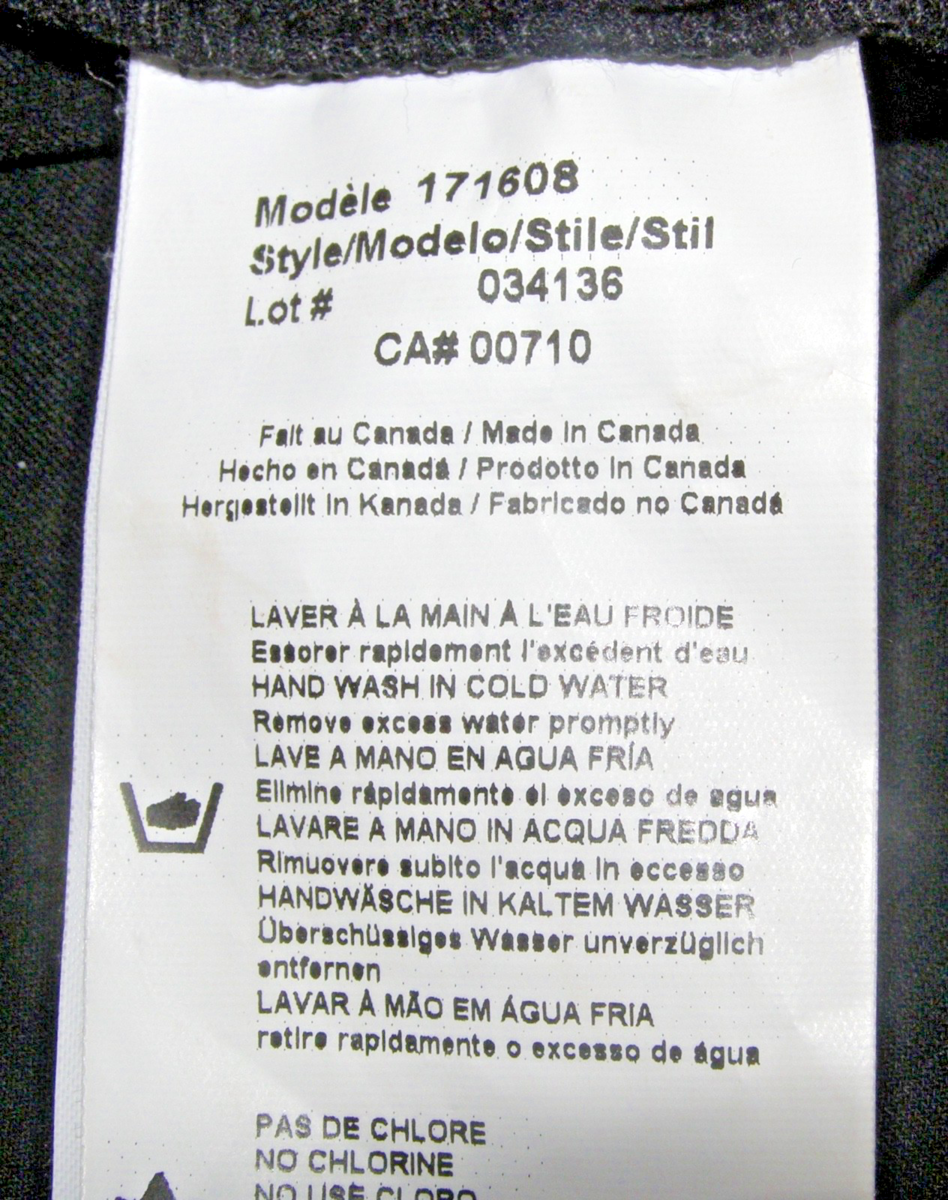 Modèle 171608
Style/Modelo/Stile/Stil
Lot # 034136
CA# 00710
Fait au Canada / Made in Canada
Hecho en Canadá / Prodotto in Canada
Hergestellt in Kanada / Fabricado no Canadá
LAVER À LA MAIN À L'EAU FROIDE
Essorer rapidement l'excédent d'eau
HAND WASH IN COLD WATER
Remove excess water promptly
LAVE A MANO EN AGUA FRÍA
Elimine rápidamente el exceso de agua
LAVARE A MANO IN ACQUA FREDDA
Rimuovere subito l'acqua in eccesso
HANDWÄSCHE IN KALTEM WASSER
Überschüssiges Wasser unverzüglich
entfernen
LAVAR À MÃO EM ÁGUA FRIA
retire rapidamente o excesso de água
PAS DE CHLORE
NO CHLORINE
NO USE CLORO